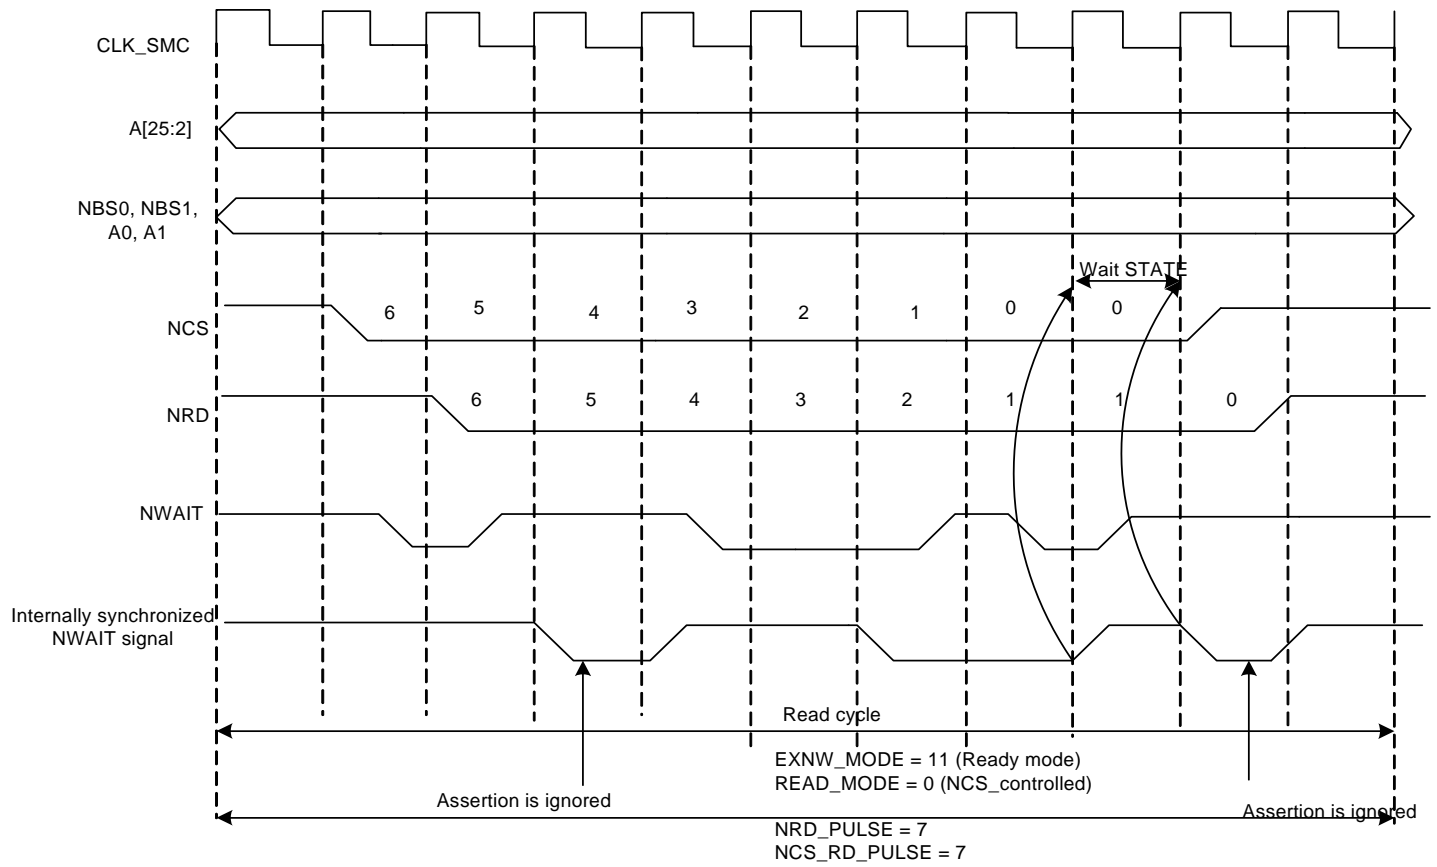 CLK_SMC
A[25:2]
NBS0, NBS1,
A0, A1
Wait STATE
NCS
6 5 4 3 2 1 0 0
NRD
6 5 4 3 2 1 1 0
NWAIT
Internally synchronized
NWAIT signal
Read cycle
EXNW_MODE = 11 (Ready mode)
READ_MODE = 0 (NCS_controlled)
Assertion is ignored
Assertion is ignored
NRD_PULSE = 7
NCS_RD_PULSE = 7